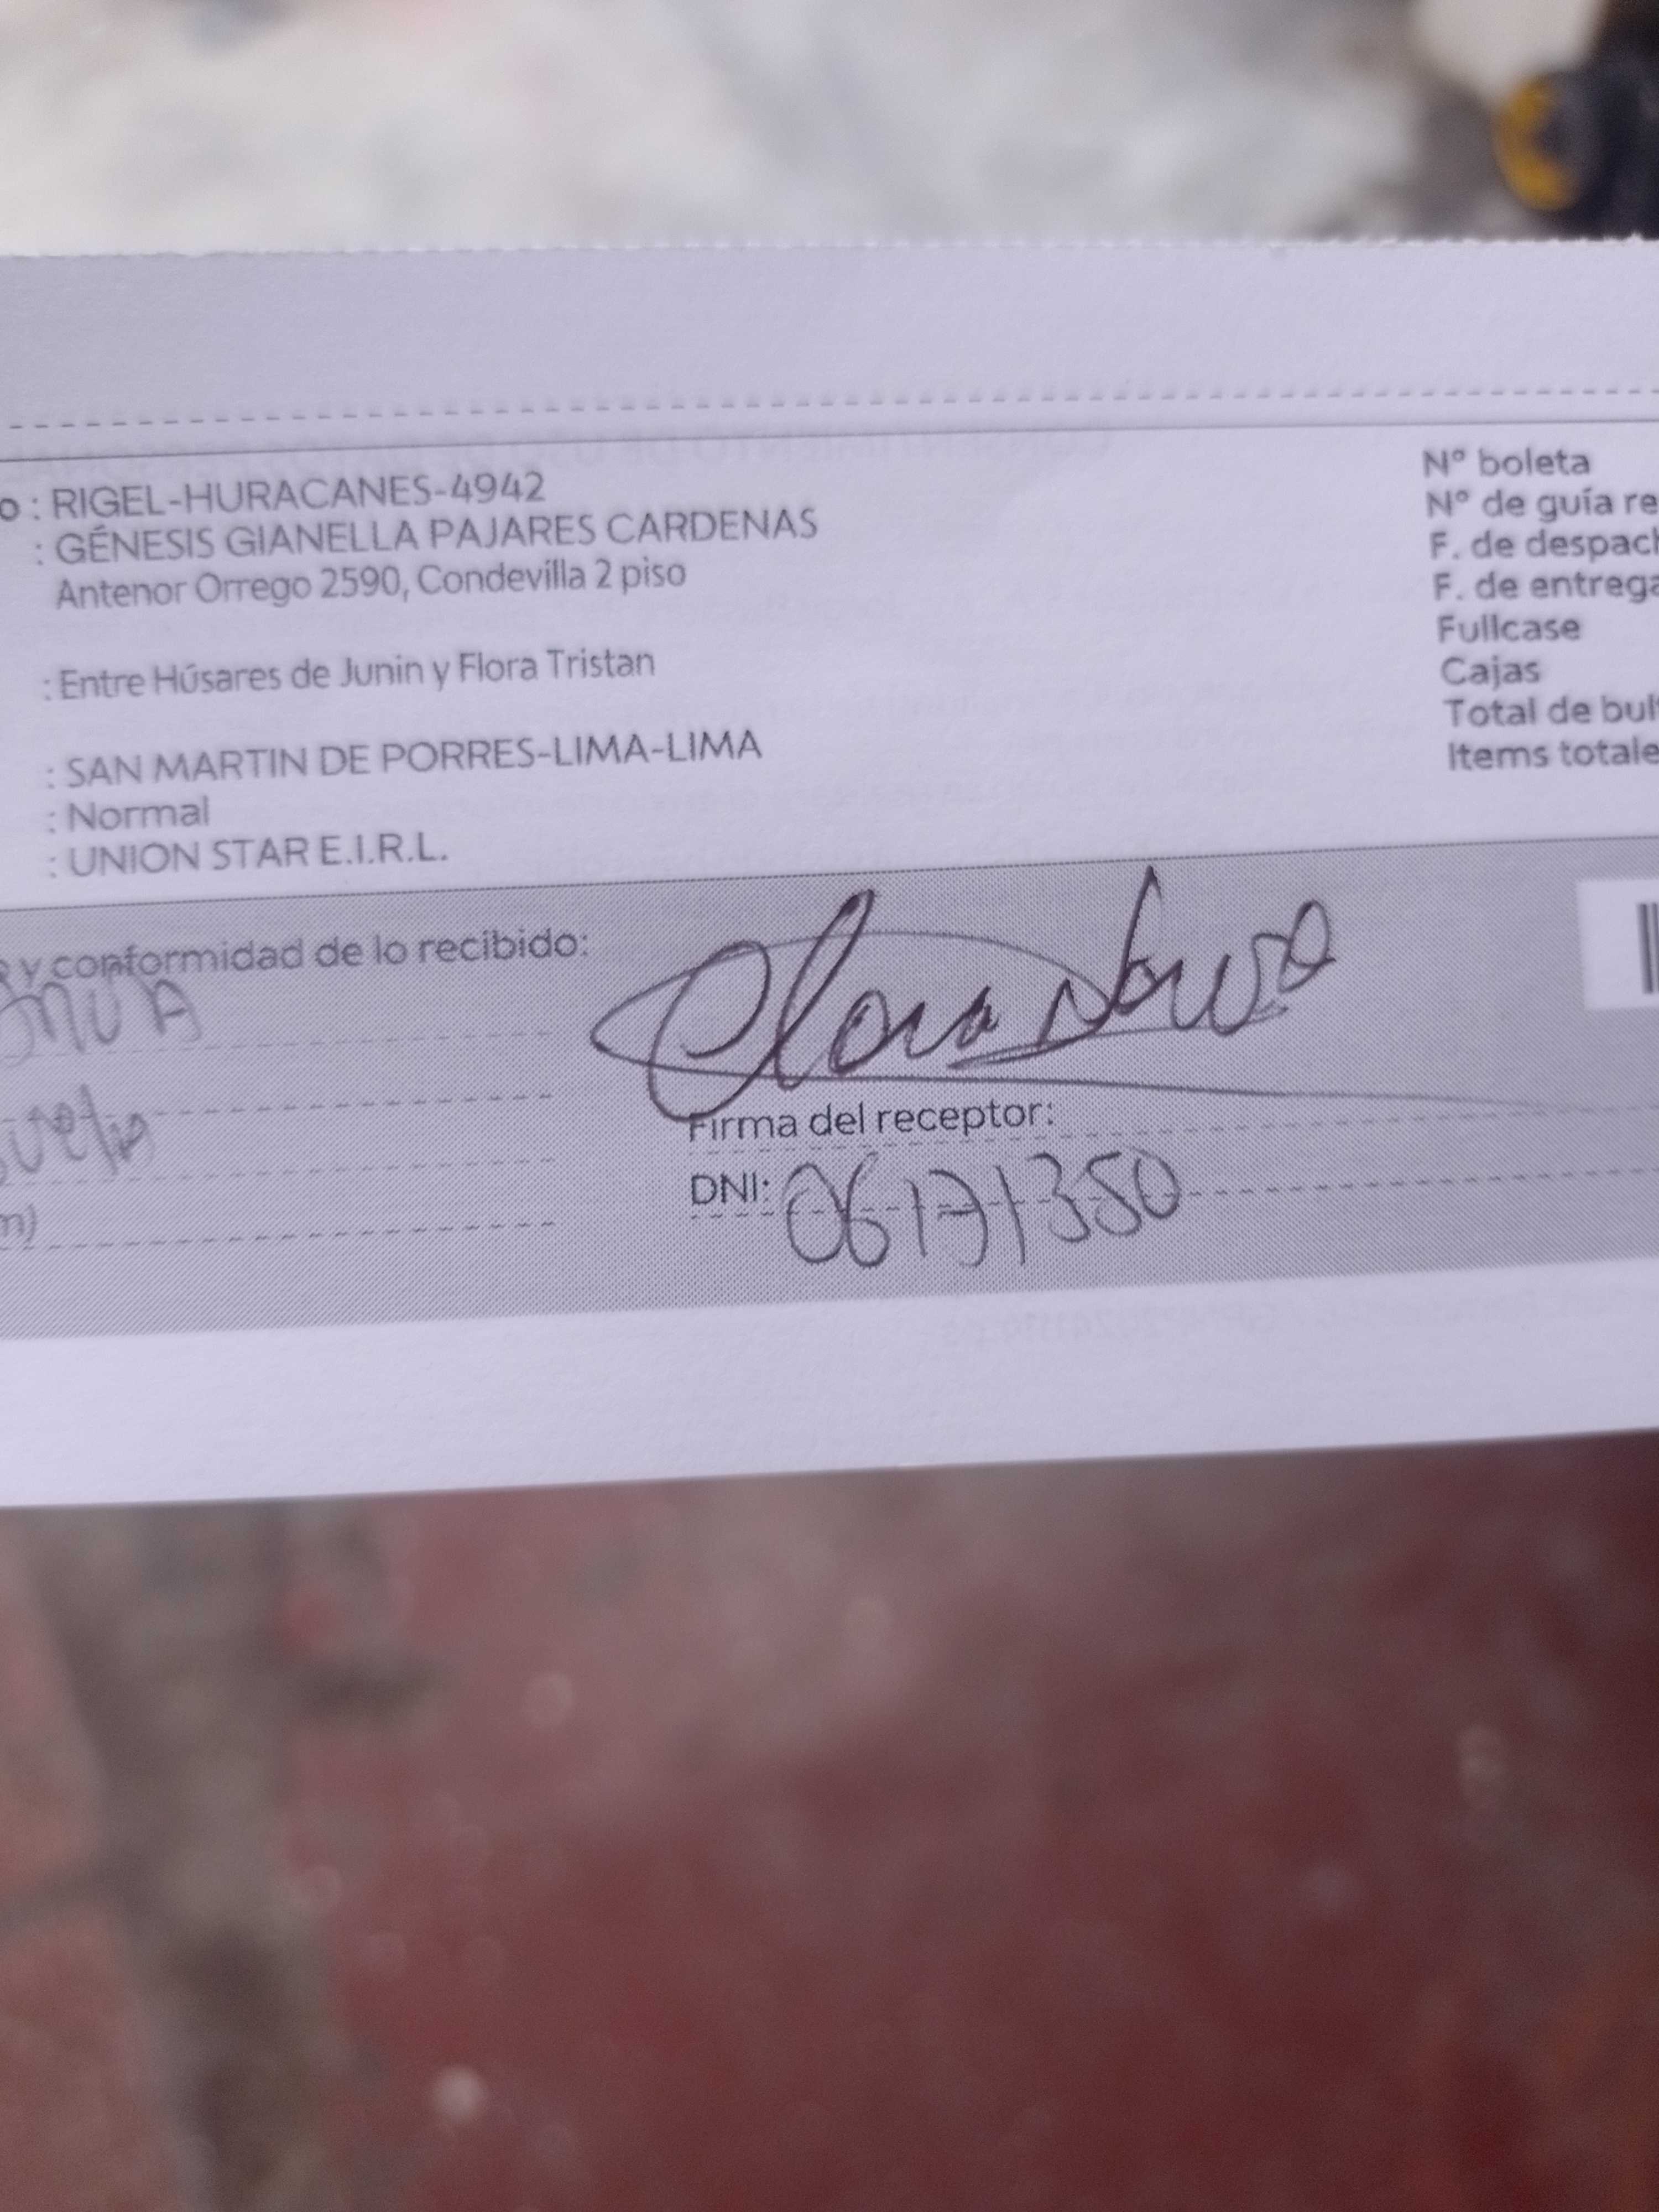 o : RIGEL-HURACANES-4942
: GÉNESIS GIANELLA PAJARES CARDENAS
Antenor Orrego 2590, Condevilla 2 piso
: Entre Húsares de Junin y Flora Tristan
: SAN MARTIN DE PORRES-LIMA-LIMA
: Normal
: UNION STAR E.I.R.L.
N° boleta
N° de guía re
F. de despach
F. de entrega
Fullcase
Cajas
Total de bul
Items totale
y conformidad de lo recibido:
Firma del receptor:
DNI: 06171350